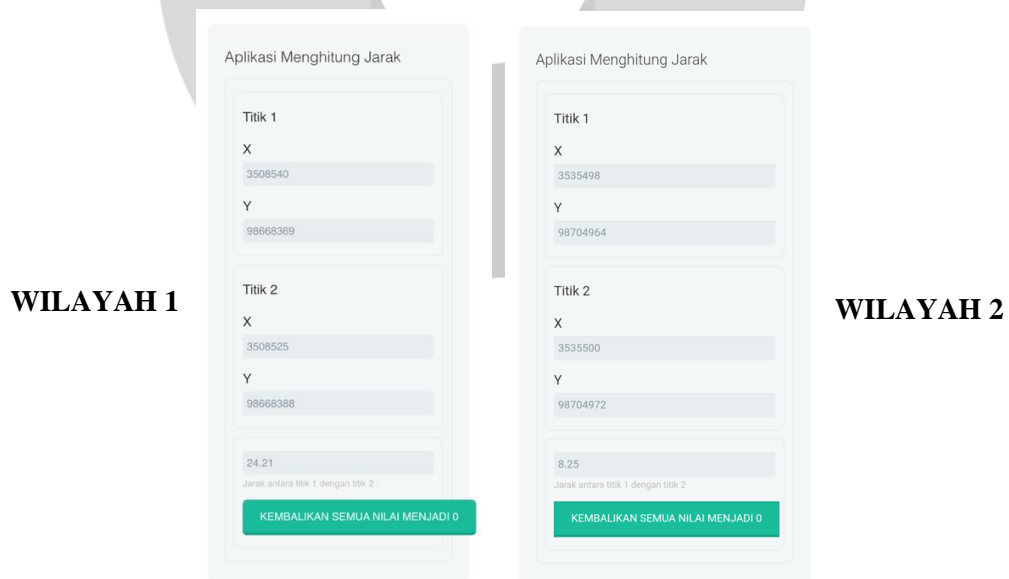 WILAYAH 1
Aplikasi Menghitung Jarak
Titik 1
X
3508540
Y
98668369
Titik 2
X
3508525
Y
98668388
24.21
Jarak antara titik 1 dengan titik 2
KEMBALIKAN SEMUA NILAI MENJADI 0
Aplikasi Menghitung Jarak
Titik 1
X
3535498
Y
98704964
Titik 2
X
3535500
Y
98704972
8.25
Jarak antara titik 1 dengan titik 2
KEMBALIKAN SEMUA NILAI MENJADI 0
WILAYAH 2